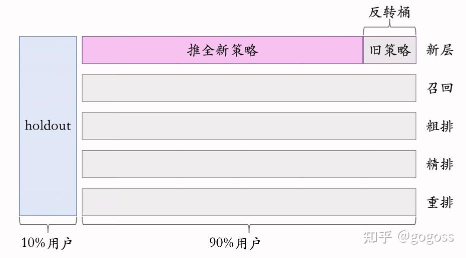 反转桶
推全新策略
旧策略
新层
召回
holdout
粗排
精排
重排
10%用户
90%用户
知乎 @gogoss